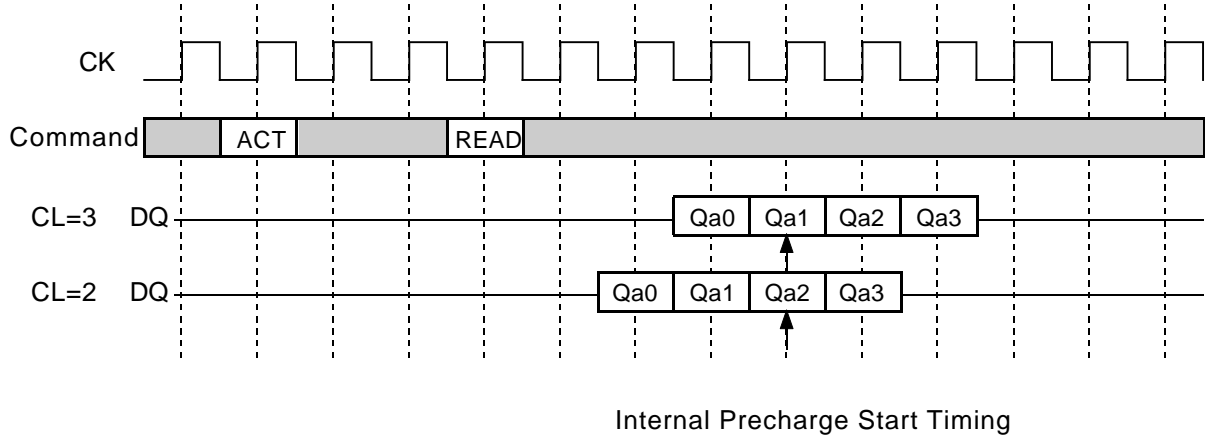 CK
Command ACT READ
CL=3 DQ Qa0 Qa1 Qa2 Qa3
CL=2 DQ Qa0 Qa1 Qa2 Qa3
Internal Precharge Start Timing